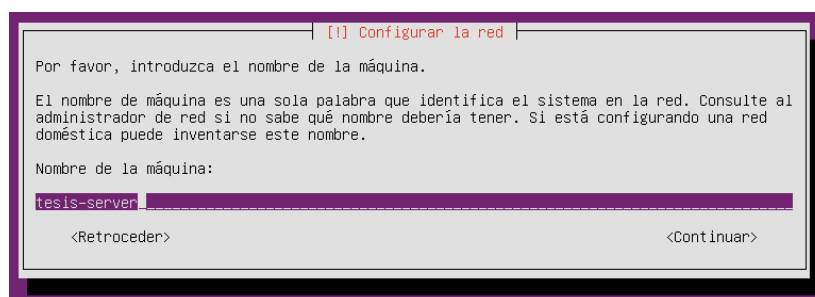 [!] Configurar la red
Por favor, introduzca el nombre de la máquina.
El nombre de máquina es una sola palabra que identifica el sistema en la red. Consulte al
administrador de red si no sabe qué nombre debería tener. Si está configurando una red
doméstica puede inventarse este nombre.
Nombre de la máquina:
tesis-server
<Retroceder> <Continuar>